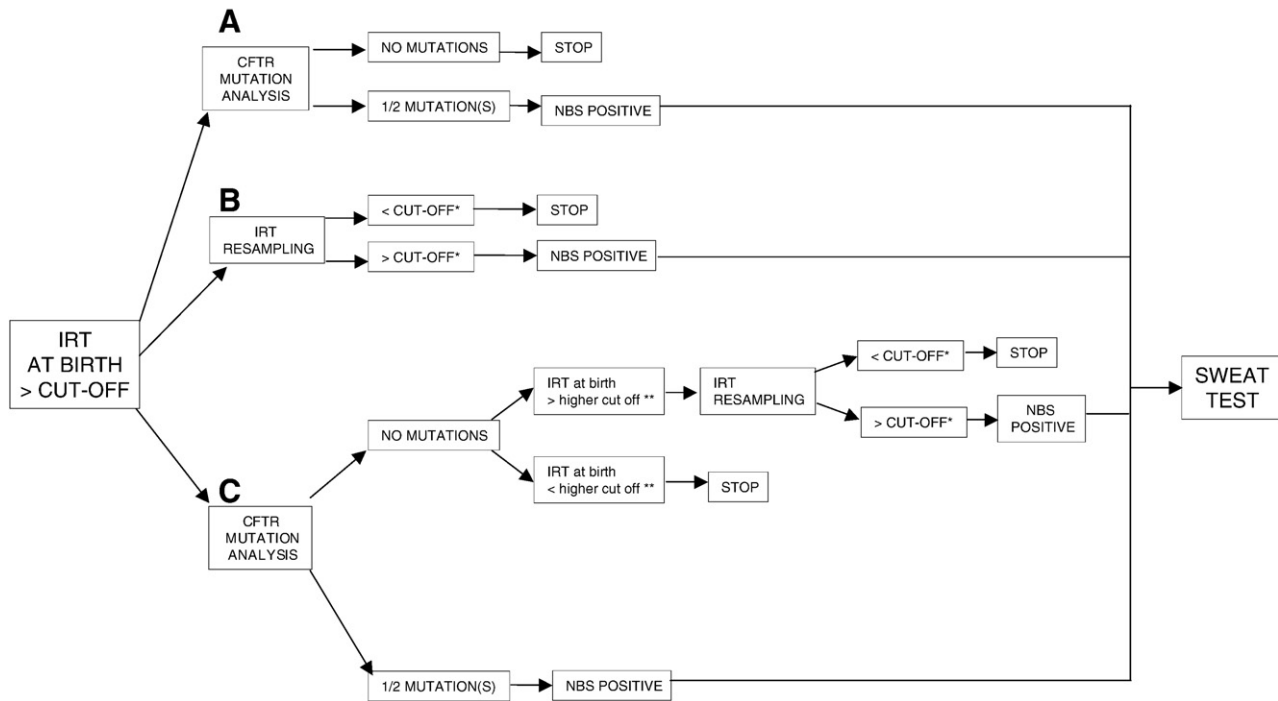 A
CFTR
MUTATION
ANALYSIS
NO MUTATIONS
STOP
1/2 MUTATION(S)
NBS POSITIVE
B
IRT
RESAMPLING
< CUT-OFF*
STOP
> CUT-OFF*
NBS POSITIVE
IRT
AT BIRTH
> CUT-OFF
C
CFTR
MUTATION
ANALYSIS
NO MUTATIONS
IRT at birth
> higher cut off **
IRT
RESAMPLING
< CUT-OFF*
STOP
> CUT-OFF*
NBS
POSITIVE
IRT at birth
< higher cut off **
STOP
1/2 MUTATION(S)
NBS POSITIVE
SWEAT
TEST